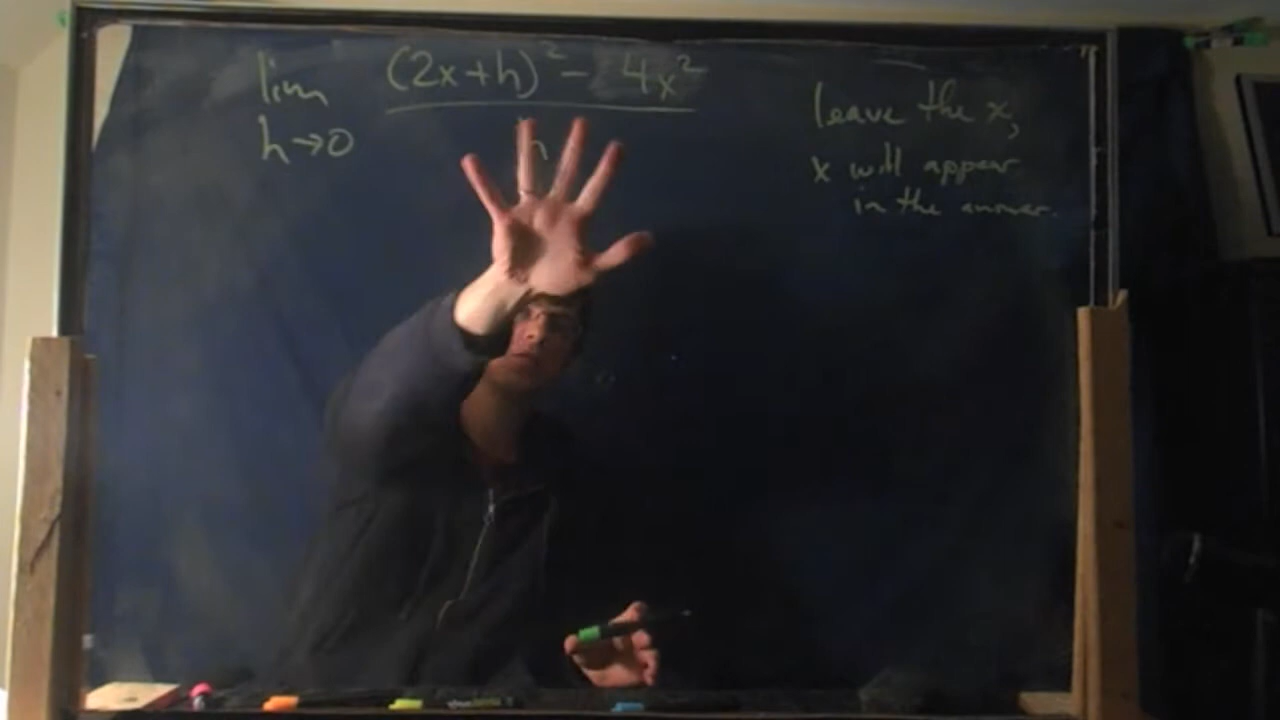 lim (2x+h)² - 4x²
h→0 h
leave the x,
x will appear
in the answer.